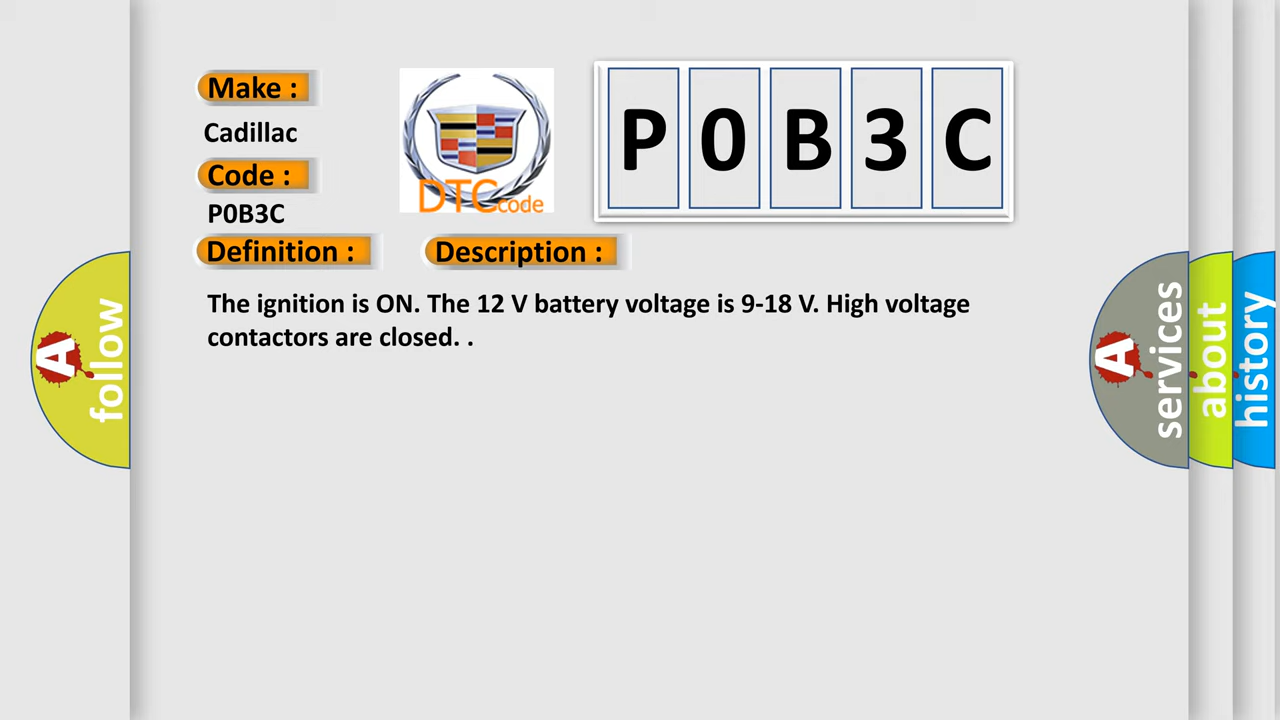 Make :
Cadillac
Code :
P0B3C
Definition :
Description :
The ignition is ON. The 12 V battery voltage is 9-18 V. High voltage
contactors are closed. .
DTCcode
P 0 B 3 C
A
follow
A
services
about
history